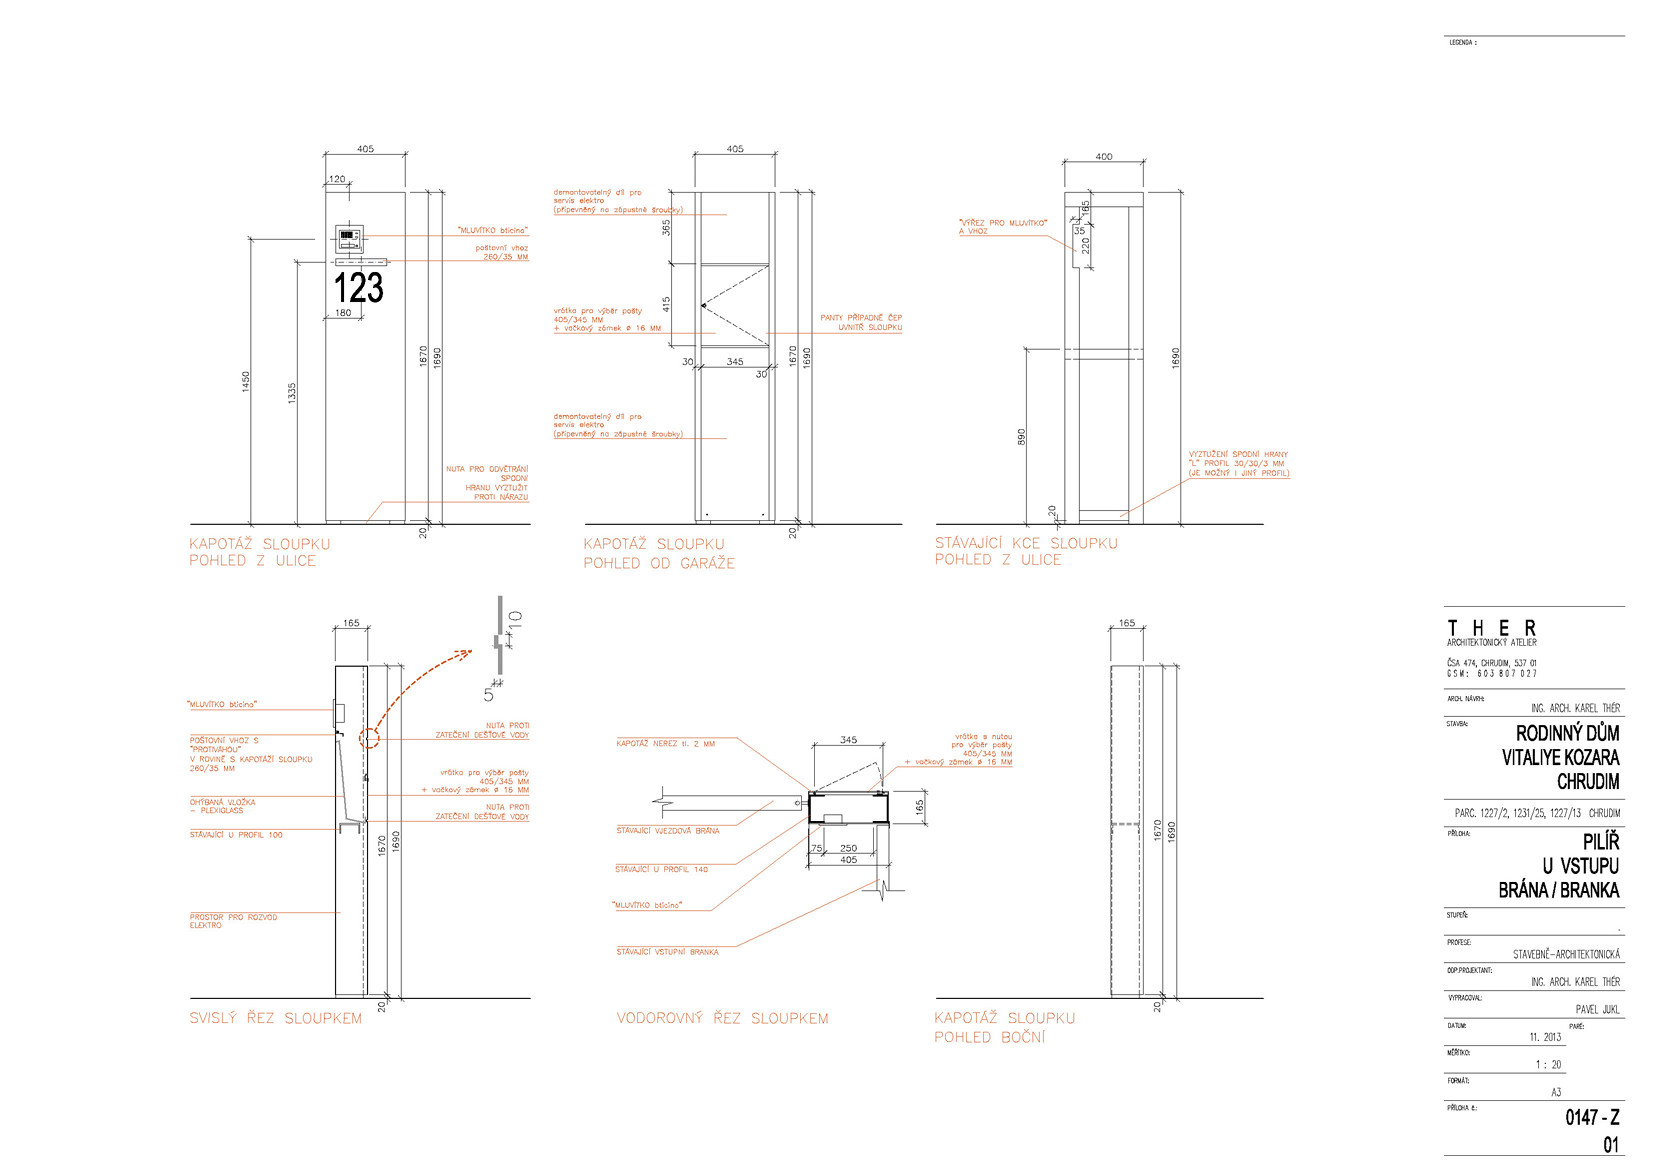 LEGENDA :
405
120
"MLUVÍTKO bticino"
poštovní vhoz
260/35 MM
123
180
1450
1335
1670
1690
NUTA PRO ODVĚTRÁNÍ
SPODNÍ
HRANU VYZTUŽIT
PROTI NÁRAZU
20
KAPOTÁŽ SLOUPKU
POHLED Z ULICE
405
demontovatelný díl pro
servis elektro
(připevněný na zápustné šroubky)
365
415
vrátka pro výběr pošty
405/345 MM
+ vačkový zámek ø 16 MM
PANTY PŘÍPADNĚ ČEP
UVNITŘ SLOUPKU
30
345
30
1670
1690
demontovatelný díl pro
servis elektro
(připevněný na zápustné šroubky)
20
KAPOTÁŽ SLOUPKU
POHLED OD GARÁŽE
400
165
"VÝŘEZ PRO MLUVÍTKO"
A VHOZ
35
220
1690
890
VYZTUŽENÍ SPODNÍ HRANY
"L" PROFIL 30/30/3 MM
(JE MOŽNÝ I JINÝ PROFIL)
20
STÁVAJÍCÍ KCE SLOUPKU
POHLED Z ULICE
165
10
5
"MLUVÍTKO bticino"
POŠTOVNÍ VHOZ S
"PROTIVÁHOU"
V ROVINĚ S KAPOTÁŽÍ SLOUPKU
260/35 MM
OHÝBANÁ VLOŽKA
- PLEXIGLASS
STÁVAJÍCÍ U PROFIL 100
PROSTOR PRO ROZVOD
ELEKTRO
NUTA PROTI
ZATEČENÍ DEŠŤOVÉ VODY
vrátka pro výběr pošty
405/345 MM
+ vačkový zámek ø 16 MM
NUTA PROTI
ZATEČENÍ DEŠŤOVÉ VODY
1670
1690
20
SVISLÝ ŘEZ SLOUPKEM
KAPOTÁŽ NEREZ tl. 2 MM
345
vrátka s nutou
pro výběr pošty
405/345 MM
+ vačkový zámek ø 16 MM
165
STÁVAJÍCÍ VJEZDOVÁ BRÁNA
75
250
405
STÁVAJÍCÍ U PROFIL 140
"MLUVÍTKO bticino"
STÁVAJÍCÍ VSTUPNÍ BRANKA
VODOROVNÝ ŘEZ SLOUPKEM
165
1670
1690
20
KAPOTÁŽ SLOUPKU
POHLED BOČNÍ
THER
ARCHITEKTONICKÝ ATELIER
ČSA 474, CHRUDIM, 537 01
GSM: 603 807 027
ARCH. NÁVRH:
ING. ARCH. KAREL THÉR
STAVBA:
RODINNÝ DŮM
VITALIYE KOZARA
CHRUDIM
PARC. 1227/2, 1231/25, 1227/13 CHRUDIM
PŘÍLOHA:
PILÍŘ
U VSTUPU
BRÁNA / BRANKA
STUPEŇ:
-
PROFESE:
STAVEBNĚ-ARCHITEKTONICKÁ
ODP.PROJEKTANT:
ING. ARCH. KAREL THÉR
VYPRACOVAL:
PAVEL JUKL
DATUM:
PARÉ:
11. 2013
MĚŘÍTKO:
1 : 20
FORMÁT:
A3
PŘÍLOHA č.:
0147 - Z
01